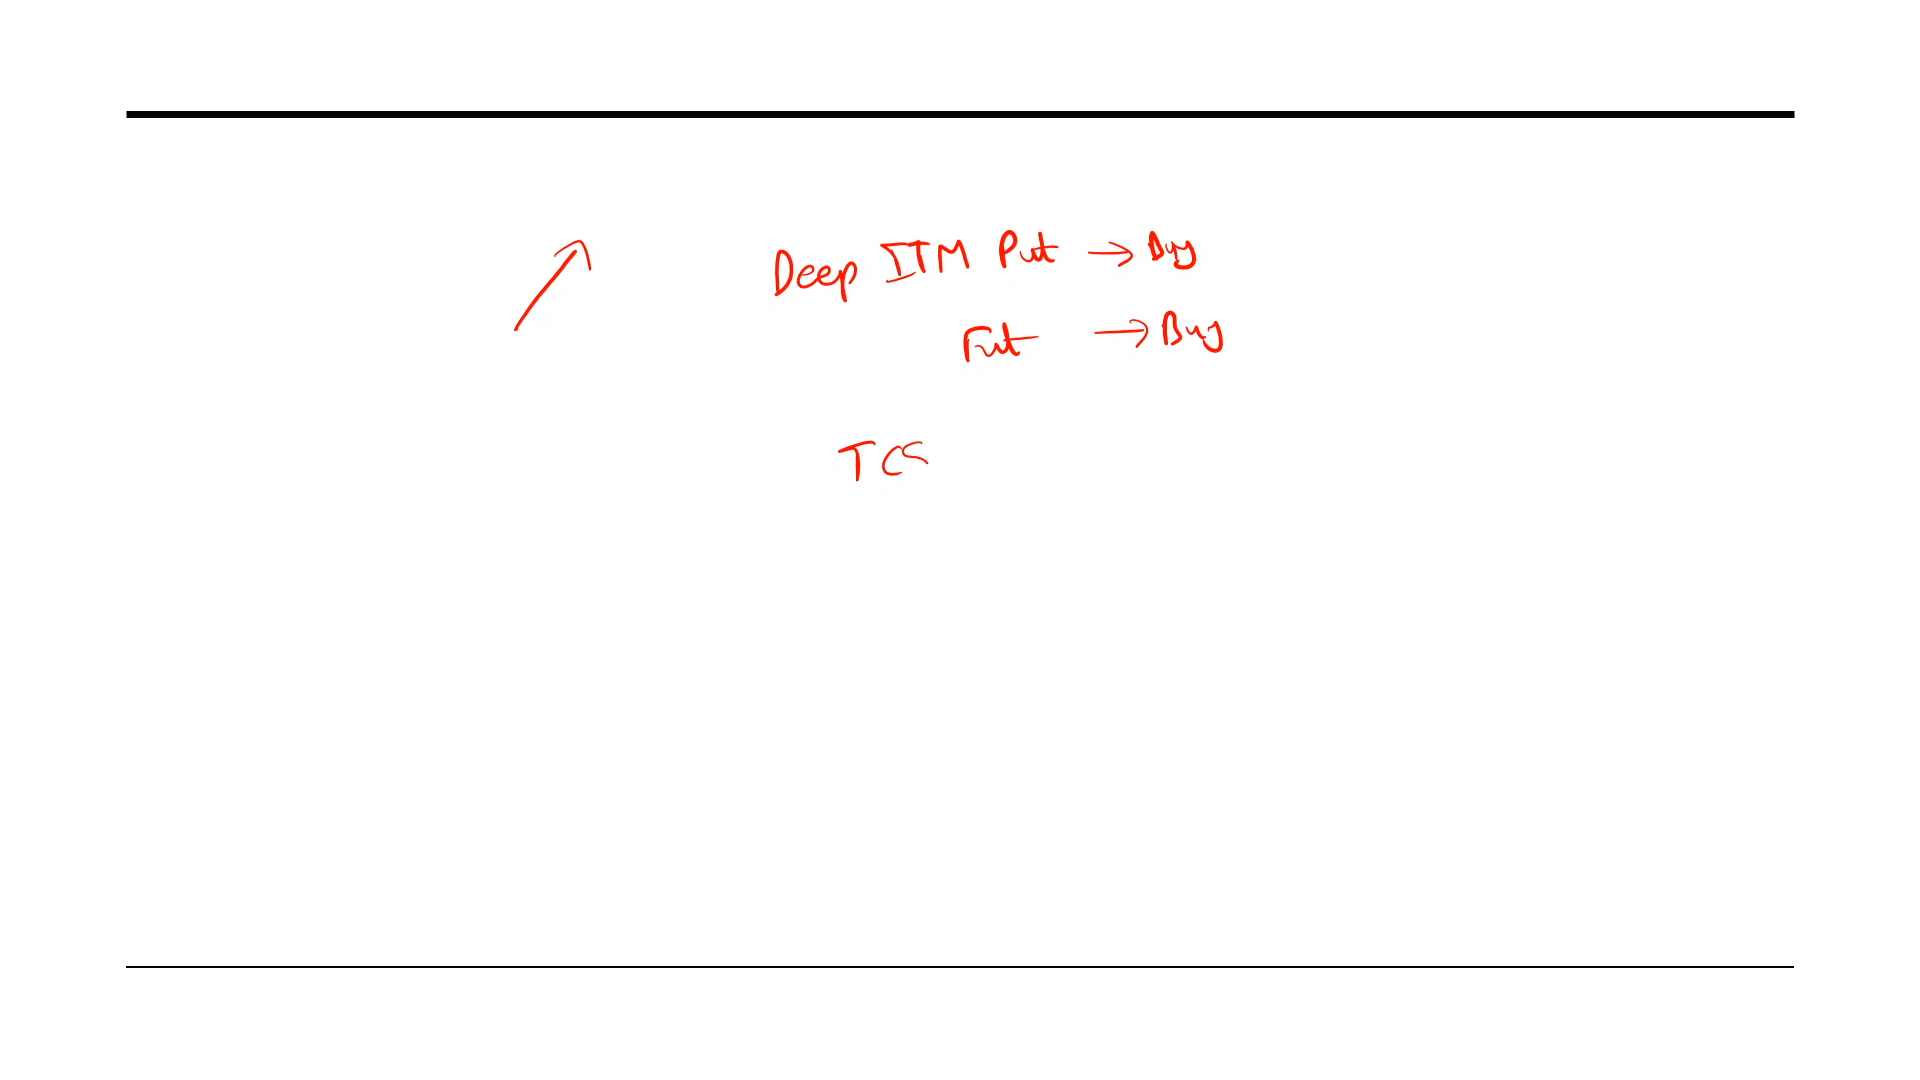 Deep ITM Put → Buy
Fut → Buy
TCS